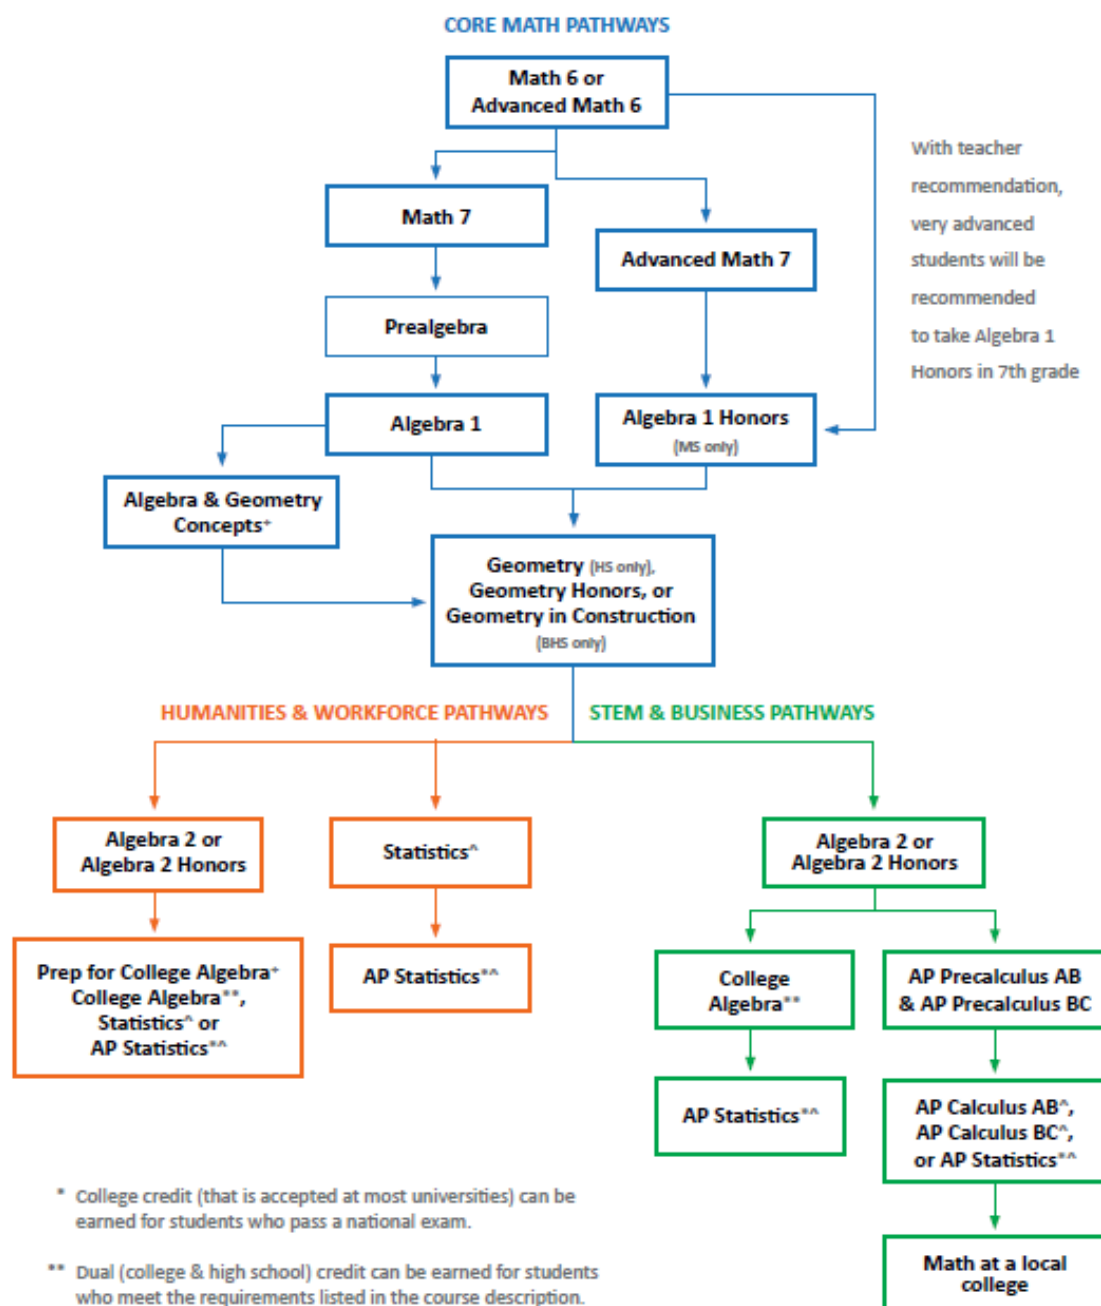 CORE MATH PATHWAYS
Math 6 or
Advanced Math 6
With teacher
recommendation,
very advanced
students will be
recommended
to take Algebra 1
Honors in 7th grade
Math 7
Advanced Math 7
Prealgebra
Algebra 1
Algebra 1 Honors
(MS only)
Algebra & Geometry
Concepts+
Geometry (HS only),
Geometry Honors, or
Geometry in Construction
(BHS only)
HUMANITIES & WORKFORCE PATHWAYS
STEM & BUSINESS PATHWAYS
Algebra 2 or
Algebra 2 Honors
Statistics^
Algebra 2 or
Algebra 2 Honors
Prep for College Algebra+
College Algebra**,
Statistics^ or
AP Statistics*^
AP Statistics*^
College
Algebra**
AP Precalculus AB
& AP Precalculus BC
AP Statistics*^
AP Calculus AB^,
AP Calculus BC^,
or AP Statistics*^
Math at a local
college
* College credit (that is accepted at most universities) can be
earned for students who pass a national exam.
** Dual (college & high school) credit can be earned for students
who meet the requirements listed in the course description.